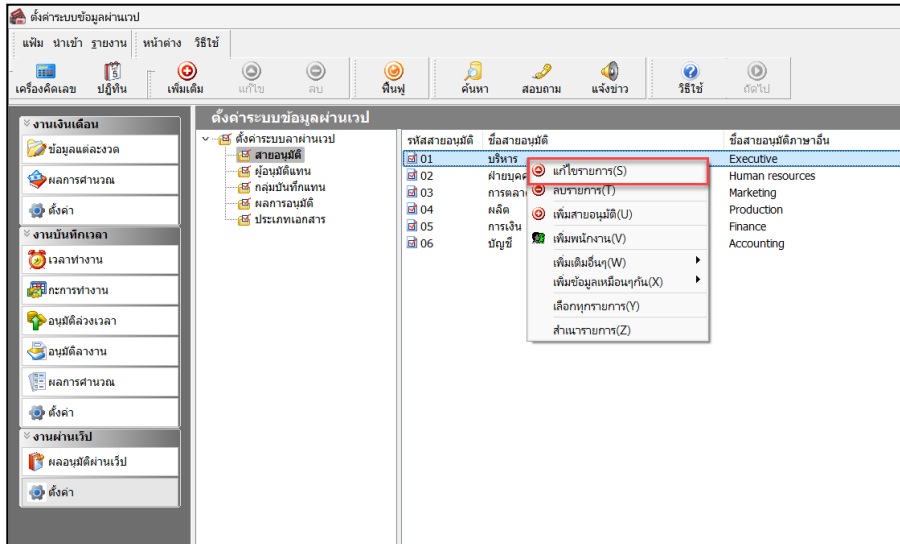 ตั้งค่าระบบข้อมูลผ่านเวป
แฟ้ม นำเข้า รายงาน หน้าต่าง วิธีใช้
เครื่องคิดเลข ปฏิทิน เพิ่มเติม แก้ไข ลบ ฟื้นฟู ค้นหา สอบถาม แจ้งข่าว วิธีใช้ ถัดไป
งานเงินเดือน
ข้อมูลแต่ละงวด
ผลการคำนวณ
ตั้งค่า
งานบันทึกเวลา
เวลาทำงาน
กะการทำงาน
อนุมัติล่วงเวลา
อนุมัติลางาน
ผลการคำนวณ
ตั้งค่า
งานผ่านเว็ป
ผลอนุมัติผ่านเว็ป
ตั้งค่า
ตั้งค่าระบบข้อมูลผ่านเวป
ตั้งค่าระบบลาผ่านเวป
สายอนุมัติ
ผู้อนุมัติแทน
กลุ่มบันทึกแทน
ผลการอนุมัติ
ประเภทเอกสาร
รหัสสายอนุมัติ ชื่อสายอนุมัติ ชื่อสายอนุมัติภาษาอื่น
01 บริหาร Executive
02 ฝ่ายบุคค Human resources
03 การตลา Marketing
04 ผลิต Production
05 การเงิน Finance
06 บัญชี Accounting
แก้ไขรายการ(S)
ลบรายการ(T)
เพิ่มสายอนุมัติ(U)
เพิ่มพนักงาน(V)
เพิ่มเติมอื่นๆ(W)
เพิ่มข้อมูลเหมือนๆกัน(X)
เลือกทุกรายการ(Y)
สำเนารายการ(Z)